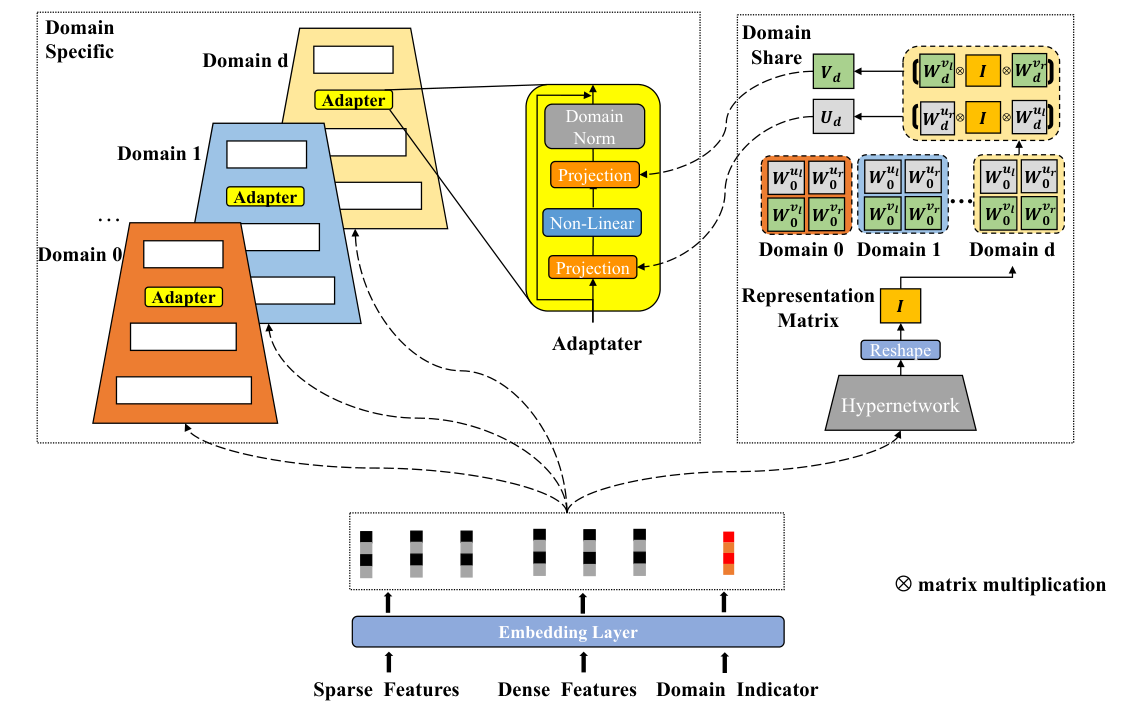 Domain
Specific
Domain d
Adapter
Domain 1
Adapter
...
Domain 0
Adapter
Domain
Norm
Projection
Non-Linear
Projection
Adaptater
Domain
Share
V_d
(W_d^{v_l} ⊗ I ⊗ W_d^{v_r})
U_d
(W_d^{u_r} ⊗ I ⊗ W_d^{u_l})
W_0^{u_l} W_0^{u_r} W_0^{u_l} W_0^{u_r} W_0^{u_l} W_0^{u_r}
W_0^{v_l} W_0^{v_r} W_0^{v_l} W_0^{v_r} ... W_0^{v_l} W_0^{v_r}
Domain 0 Domain 1 Domain d
Representation
Matrix
I
Reshape
Hypernetwork
⊗ matrix multiplication
Embedding Layer
Sparse Features Dense Features Domain Indicator